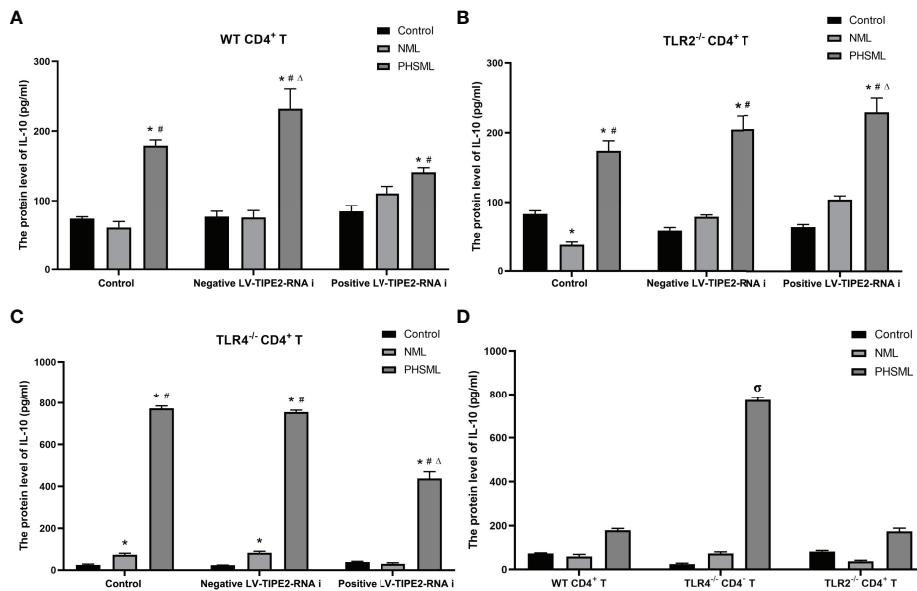 A
WT CD4+ T
Control
NML
PHSML
The protein level of IL-10 (pg/ml)
300
200
100
0
* #
* # Δ
* #
Control
Negative LV-TIPE2-RNA i
Positive LV-TIPE2-RNA i
B
TLR2-/- CD4+ T
Control
NML
PHSML
The protein level of IL-10 (pg/ml)
300
200
100
0
*
* #
* #
* # Δ
Control
Negative LV-TIPE2-RNA i
Positive LV-TIPE2-RNA i
C
TLR4-/- CD4+ T
Control
NML
PHSML
The protein level of IL-10 (pg/ml)
1000
800
600
400
200
0
*
* #
*
* #
* # Δ
Control
Negative LV-TIPE2-RNA i
Positive LV-TIPE2-RNA i
D
Control
NML
PHSML
The protein level of IL-10 (pg/ml)
1000
800
600
400
200
0
σ
WT CD4+ T
TLR4-/- CD4- T
TLR2-/- CD4+ T